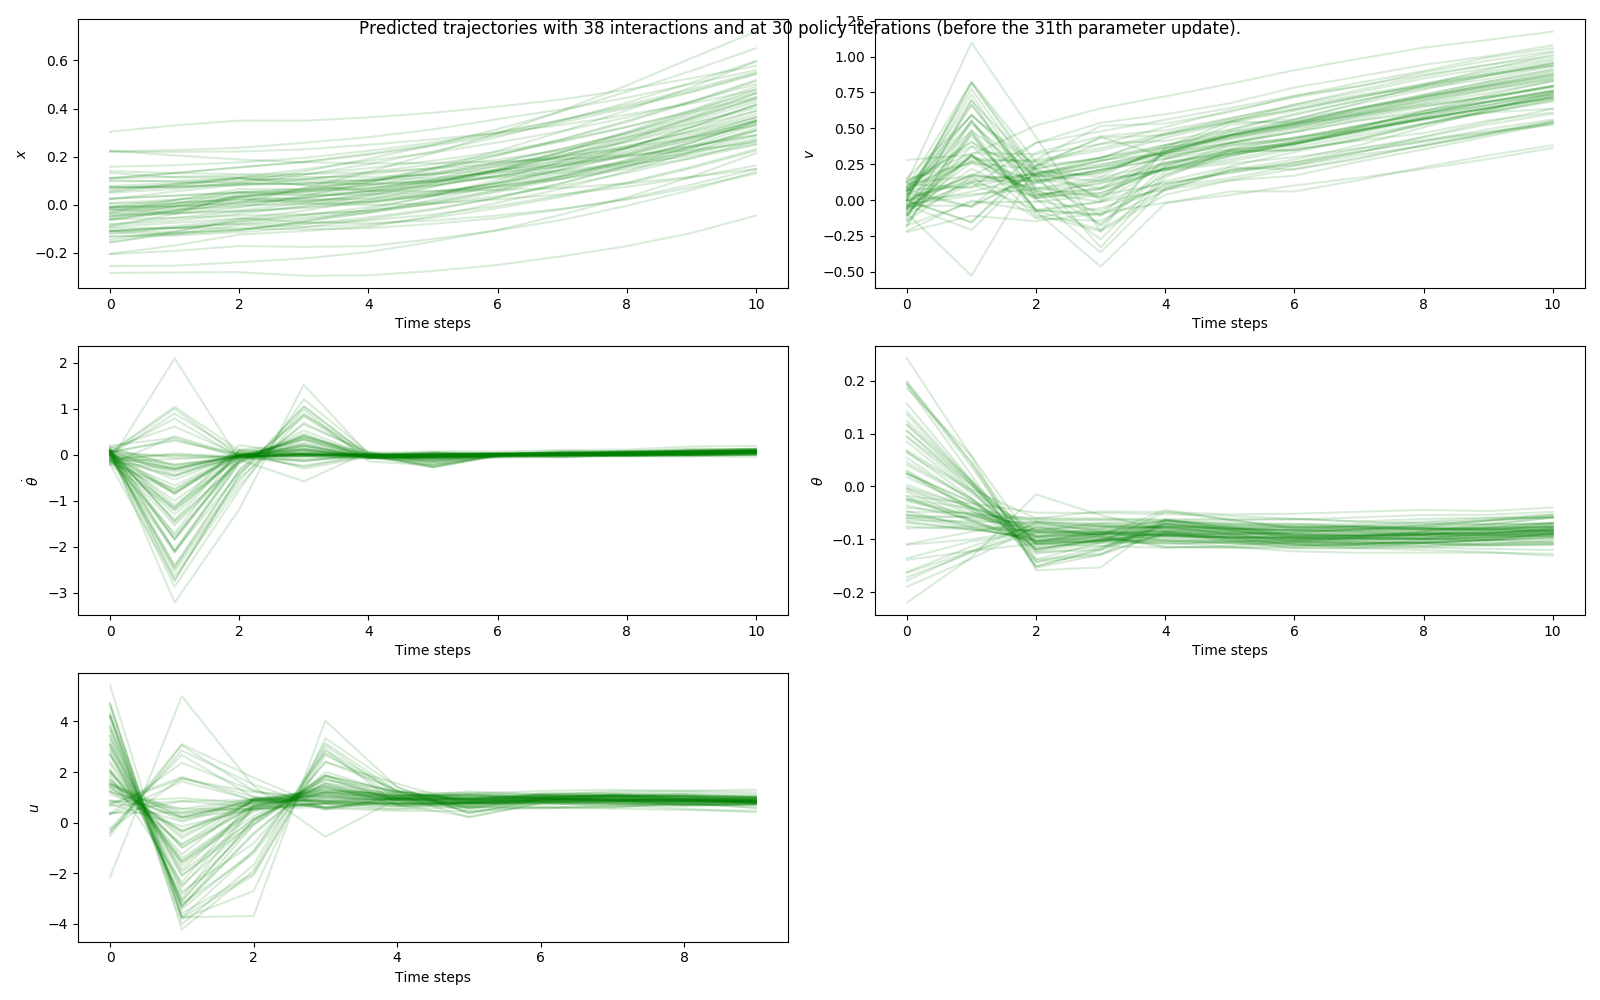 Predicted trajectories with 38 interactions and at 30 policy iterations (before the 31th parameter update).
0.6
0.4
0.2
0.0
−0.2
x
0 2 4 6 8 10
Time steps
1.25
1.00
0.75
0.50
0.25
0.00
−0.25
−0.50
v
0 2 4 6 8 10
Time steps
2
1
0
−1
−2
−3
θ̇
0 2 4 6 8 10
Time steps
0.2
0.1
0.0
−0.1
−0.2
θ
0 2 4 6 8 10
Time steps
4
2
0
−2
−4
u
0 2 4 6 8
Time steps